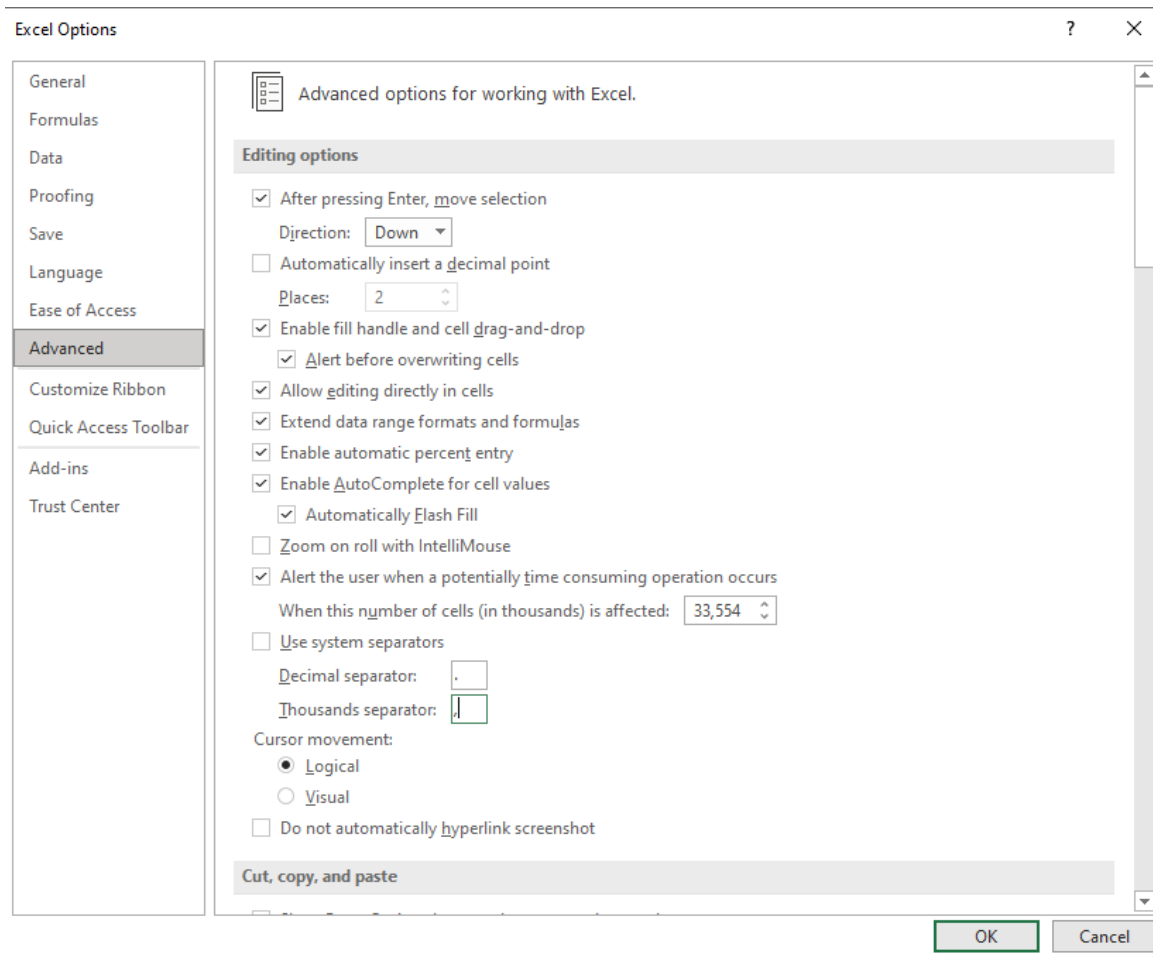 Excel Options
?
General
Formulas
Data
Proofing
Save
Language
Ease of Access
Advanced
Customize Ribbon
Quick Access Toolbar
Add-ins
Trust Center
Advanced options for working with Excel.
Editing options
After pressing Enter, move selection
Direction: Down
Automatically insert a decimal point
Places: 2
Enable fill handle and cell drag-and-drop
Alert before overwriting cells
Allow editing directly in cells
Extend data range formats and formulas
Enable automatic percent entry
Enable AutoComplete for cell values
Automatically Flash Fill
Zoom on roll with IntelliMouse
Alert the user when a potentially time consuming operation occurs
When this number of cells (in thousands) is affected: 33,554
Use system separators
Decimal separator: .
Thousands separator: ,
Cursor movement:
Logical
Visual
Do not automatically hyperlink screenshot
Cut, copy, and paste
OK
Cancel